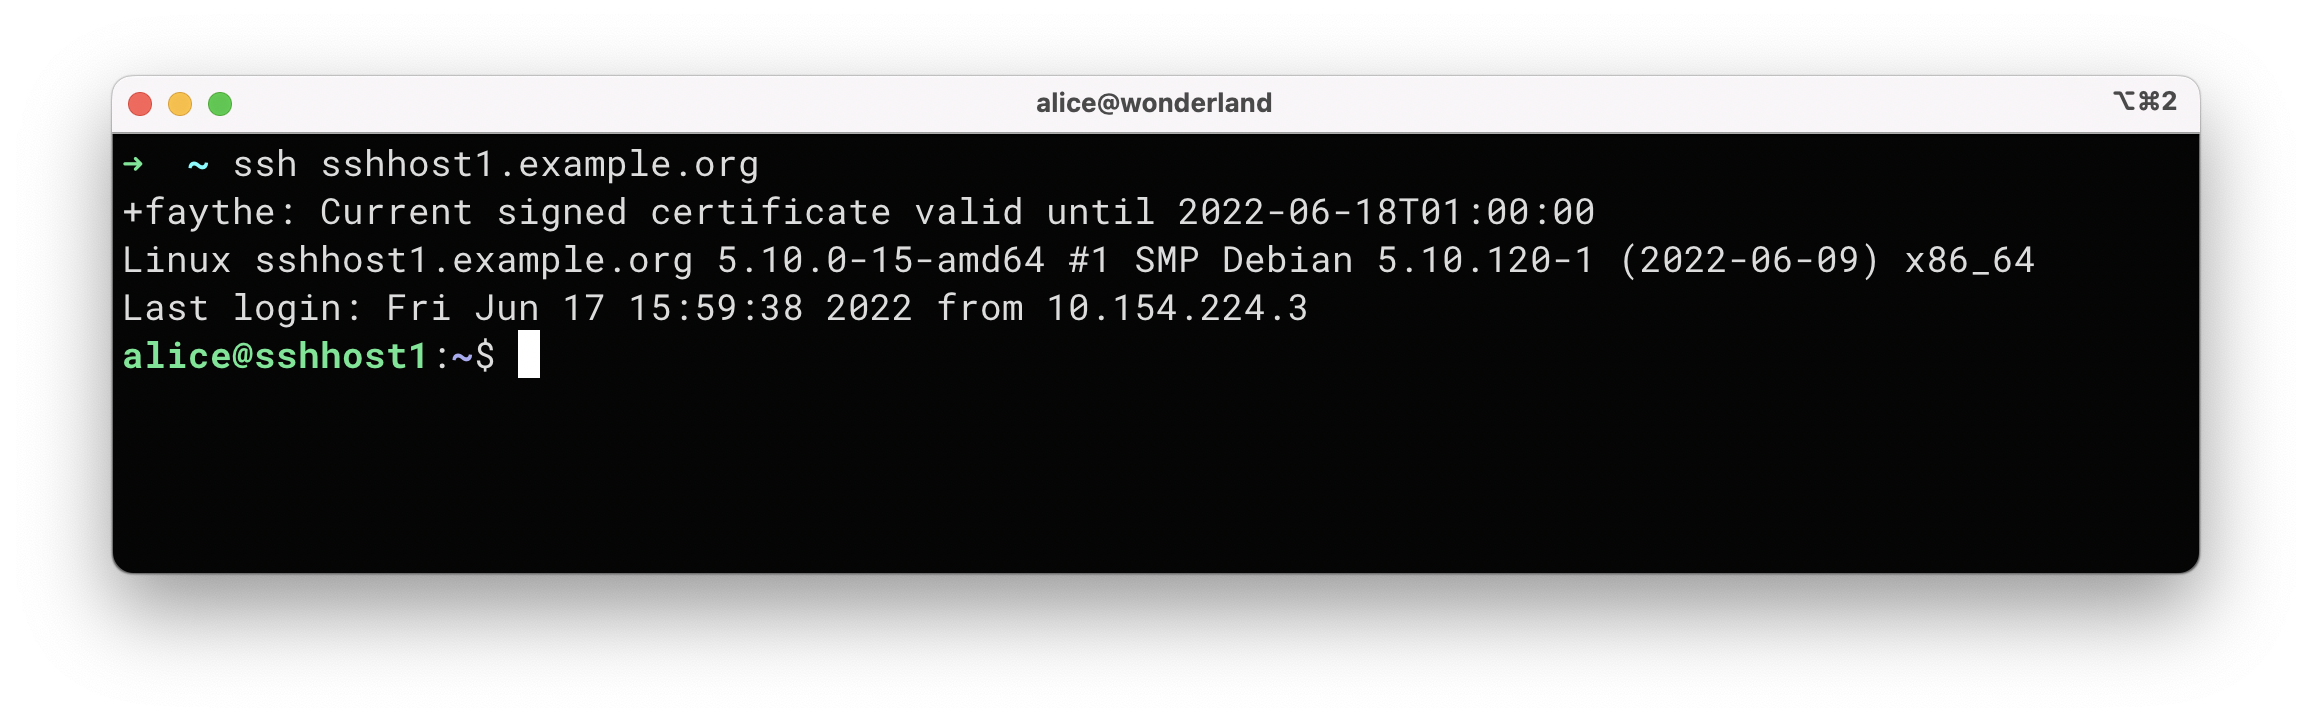 alice@wonderland ⌥⌘2
➜ ~ ssh sshhost1.example.org
+faythe: Current signed certificate valid until 2022-06-18T01:00:00
Linux sshhost1.example.org 5.10.0-15-amd64 #1 SMP Debian 5.10.120-1 (2022-06-09) x86_64
Last login: Fri Jun 17 15:59:38 2022 from 10.154.224.3
alice@sshhost1:~$